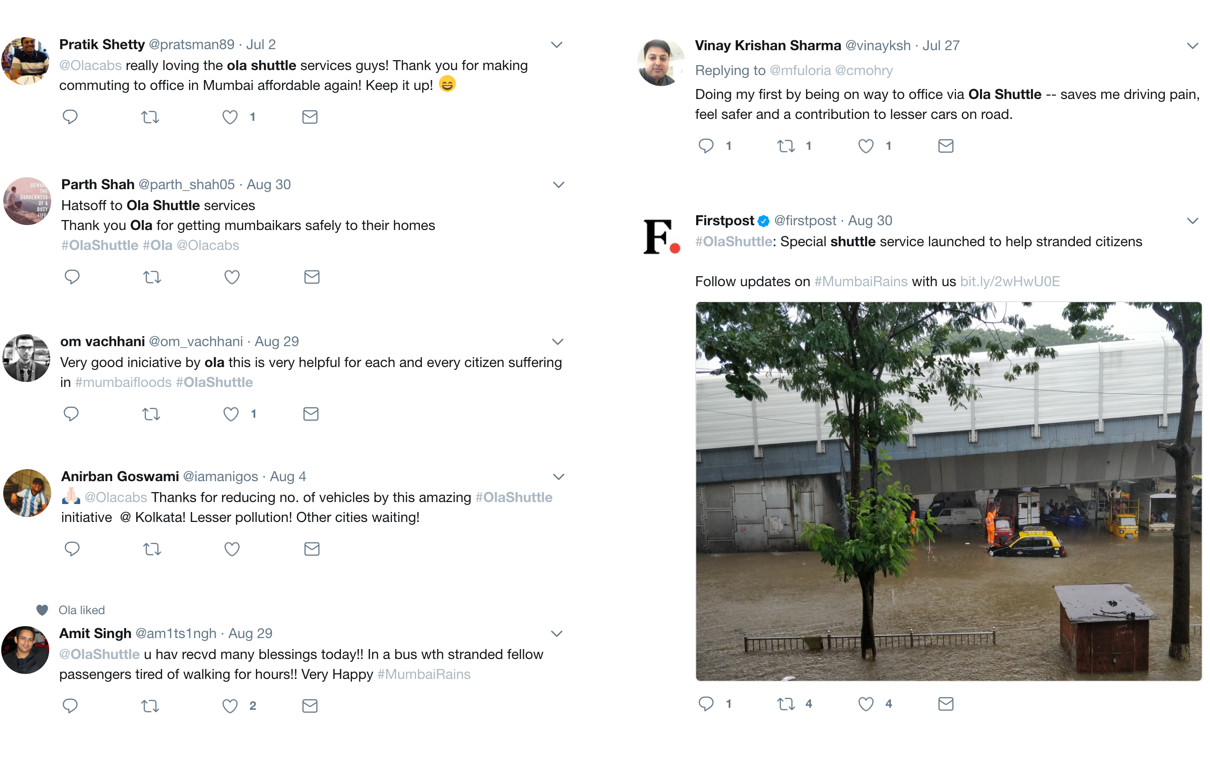 Pratik Shetty @pratsman89 · Jul 2
@Olacabs really loving the ola shuttle services guys! Thank you for making
commuting to office in Mumbai affordable again! Keep it up! 😄
1
Parth Shah @parth_shah05 · Aug 30
Hatsoff to Ola Shuttle services
Thank you Ola for getting mumbaikars safely to their homes
#OlaShuttle #Ola @Olacabs
om vachhani @om_vachhani · Aug 29
Very good iniciative by ola this is very helpful for each and every citizen suffering
in #mumbaifloods #OlaShuttle
1
Anirban Goswami @iamanigos · Aug 4
🙏🏻 @Olacabs Thanks for reducing no. of vehicles by this amazing #OlaShuttle
initiative @ Kolkata! Lesser pollution! Other cities waiting!
Ola liked
Amit Singh @am1ts1ngh · Aug 29
@OlaShuttle u hav recvd many blessings today!! In a bus wth stranded fellow
passengers tired of walking for hours!! Very Happy #MumbaiRains
2
Vinay Krishan Sharma @vinayksh · Jul 27
Replying to @mfuloria @cmohry
Doing my first by being on way to office via Ola Shuttle -- saves me driving pain,
feel safer and a contribution to lesser cars on road.
1 1 1
F.
Firstpost @firstpost · Aug 30
#OlaShuttle: Special shuttle service launched to help stranded citizens
Follow updates on #MumbaiRains with us bit.ly/2wHwU0E
1 4 4